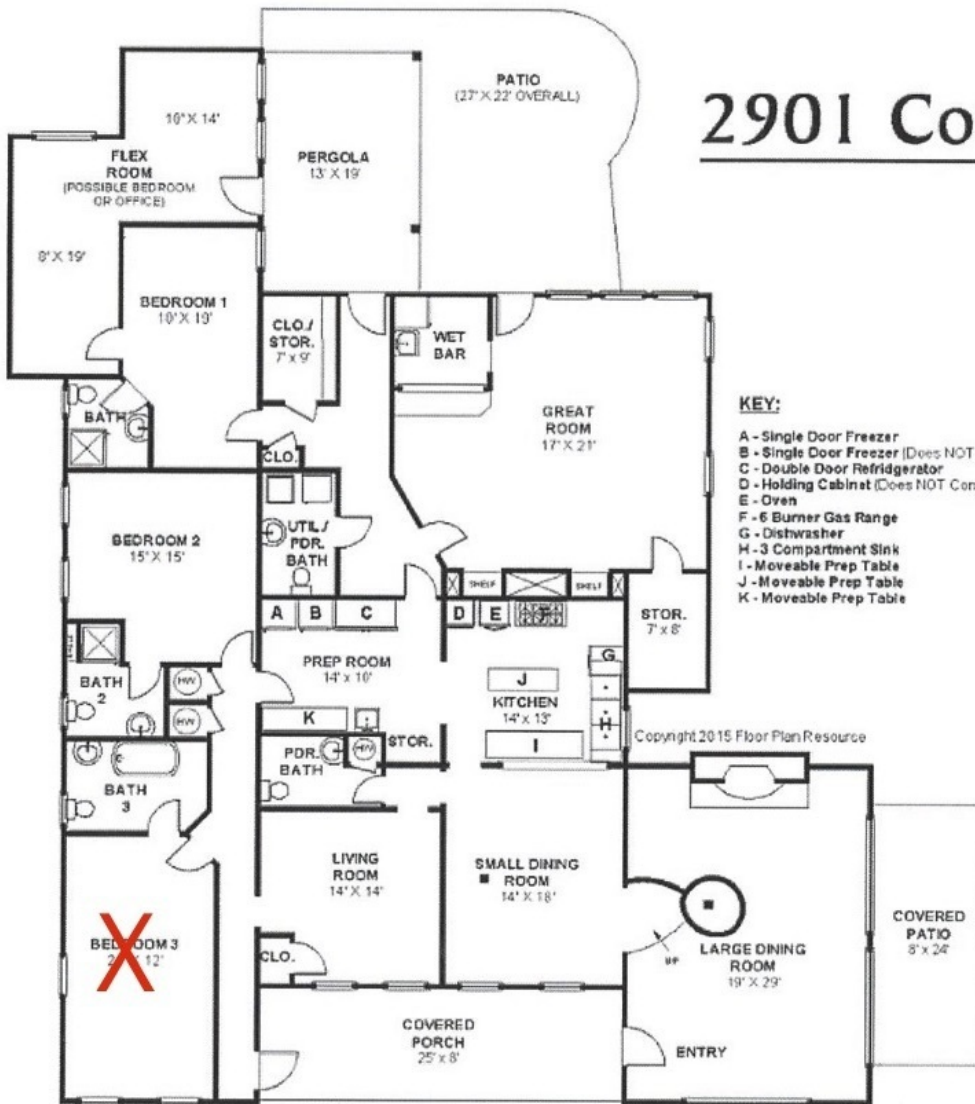 2901 Co
PATIO
(27' X 22' OVERALL)
10' X 14'
FLEX
ROOM
(POSSIBLE BEDROOM
OR OFFICE)
8' X 19'
PERGOLA
13' X 19'
BEDROOM 1
10' X 19'
CLO./
STOR.
7' x 9'
WET
BAR
GREAT
ROOM
17' X 21'
BATH
CLO.
BEDROOM 2
15' X 15'
UTIL/
PDR.
BATH
SHELF
SHELF
STOR.
7' x 8'
KEY:
A - Single Door Freezer
B - Single Door Freezer (Does NOT
C - Double Door Refridgerator
D - Holding Cabinet (Does NOT
E - Oven
F - 6 Burner Gas Range
G - Dishwasher
H - 3 Compartment Sink
I - Moveable Prep Table
J - Moveable Prep Table
K - Moveable Prep Table
A B C
D E F
G
H
PREP ROOM
14' x 10'
J
KITCHEN
14' x 13'
I
K
BATH
2
HW
HW
HW
STOR.
PDR.
BATH
BATH
3
Copyright 2015 Floor Plan Resource
LIVING
ROOM
14' X 14'
SMALL DINING
ROOM
14' X 18'
CLO.
UP
LARGE DINING
ROOM
19' X 29'
COVERED
PATIO
8' x 24'
BEDROOM 3
12'
X
COVERED
PORCH
25' x 8'
ENTRY